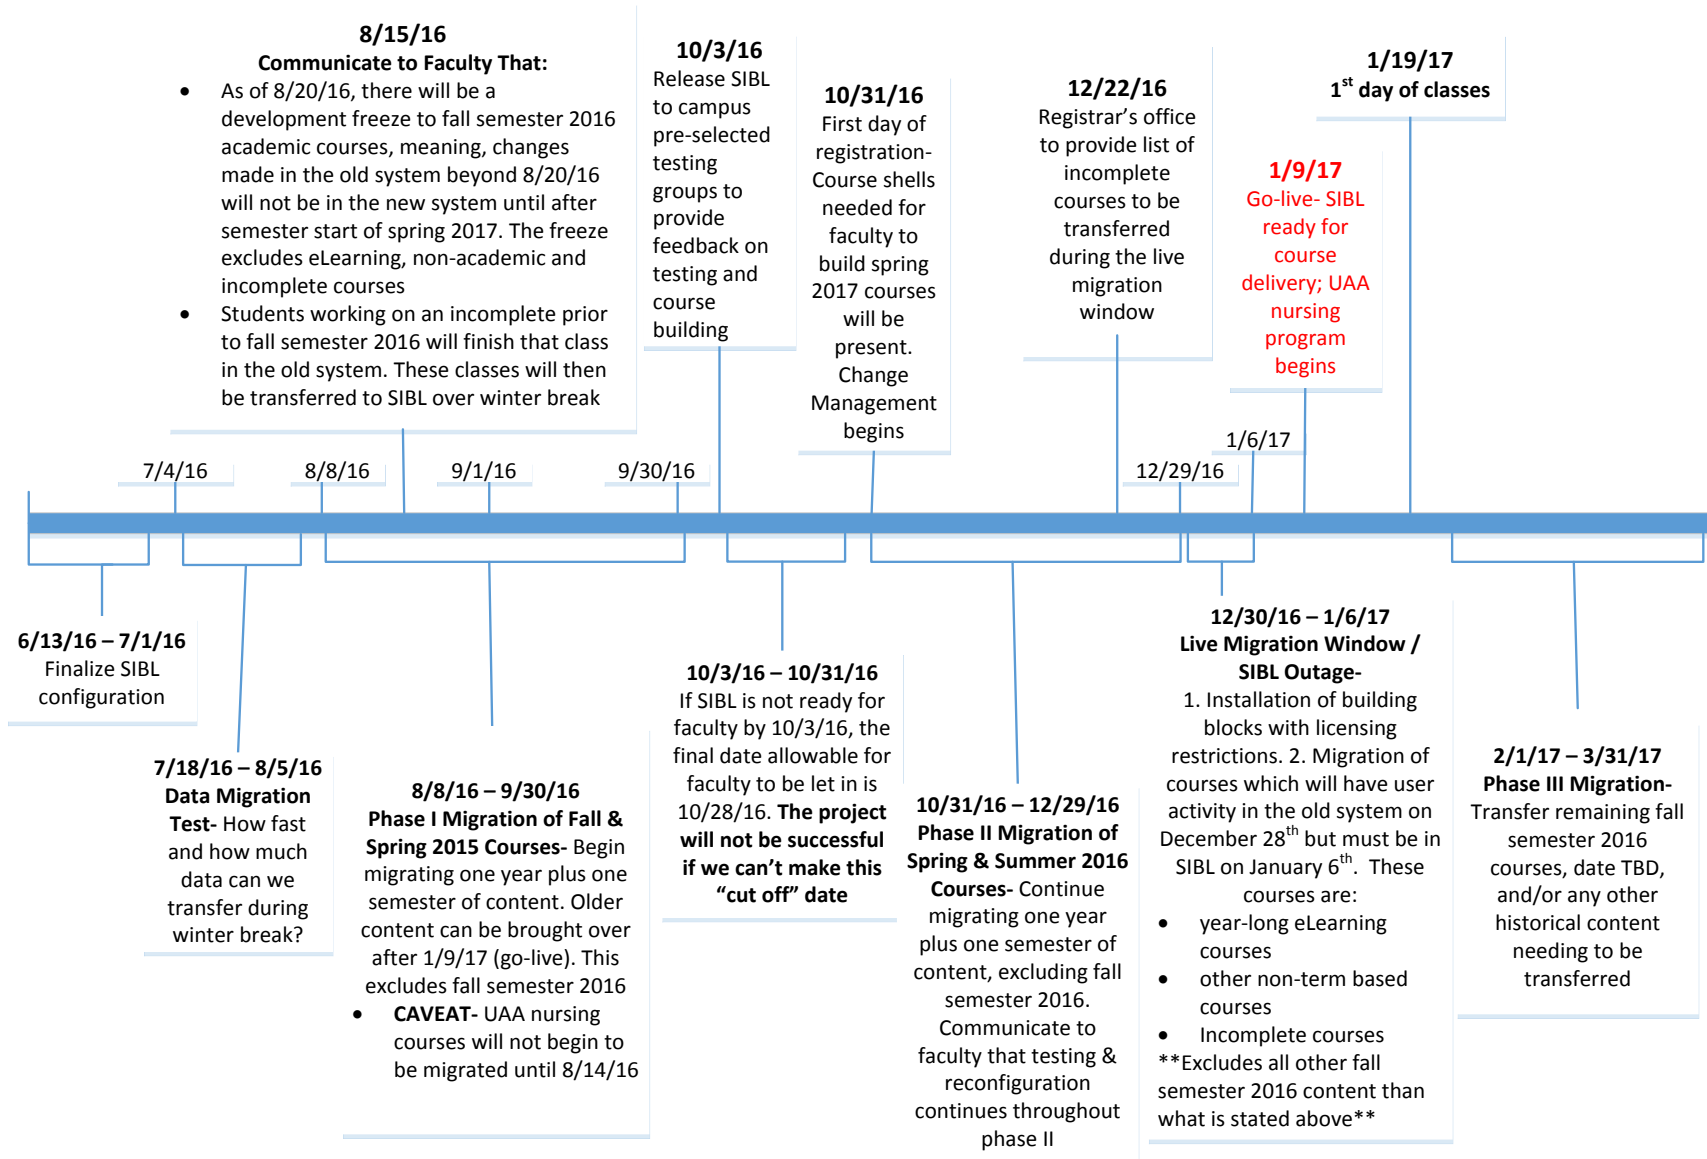 8/15/16
Communicate to Faculty That:
• As of 8/20/16, there will be a
development freeze to fall semester 2016
academic courses, meaning, changes
made in the old system beyond 8/20/16
will not be in the new system until after
semester start of spring 2017. The freeze
excludes eLearning, non-academic and
incomplete courses
• Students working on an incomplete prior
to fall semester 2016 will finish that class
in the old system. These classes will then
be transferred to SIBL over winter break
10/3/16
Release SIBL
to campus
pre-selected
testing
groups to
provide
feedback on
testing and
course
building
10/31/16
First day of
registration-
Course shells
needed for
faculty to
build spring
2017 courses
will be
present.
Change
Management
begins
12/22/16
Registrar’s office
to provide list of
incomplete
courses to be
transferred
during the live
migration
window
1/9/17
Go-live- SIBL
ready for
course
delivery; UAA
nursing
program
begins
1/19/17
1st day of classes
7/4/16
8/8/16
9/1/16
9/30/16
12/29/16
1/6/17
6/13/16 – 7/1/16
Finalize SIBL
configuration
7/18/16 – 8/5/16
Data Migration
Test- How fast
and how much
data can we
transfer during
winter break?
8/8/16 – 9/30/16
Phase I Migration of Fall &
Spring 2015 Courses- Begin
migrating one year plus one
semester of content. Older
content can be brought over
after 1/9/17 (go-live). This
excludes fall semester 2016
• CAVEAT- UAA nursing
courses will not begin to
be migrated until 8/14/16
10/3/16 – 10/31/16
If SIBL is not ready for
faculty by 10/3/16, the
final date allowable for
faculty to be let in is
10/28/16. The project
will not be successful
if we can’t make this
“cut off” date
10/31/16 – 12/29/16
Phase II Migration of
Spring & Summer 2016
Courses- Continue
migrating one year
plus one semester of
content, excluding fall
semester 2016.
Communicate to
faculty that testing &
reconfiguration
continues throughout
phase II
12/30/16 – 1/6/17
Live Migration Window /
SIBL Outage-
1. Installation of building
blocks with licensing
restrictions. 2. Migration of
courses which will have user
activity in the old system on
December 28th but must be in
SIBL on January 6th. These
courses are:
• year-long eLearning
courses
• other non-term based
courses
• Incomplete courses
**Excludes all other fall
semester 2016 content than
what is stated above**
2/1/17 – 3/31/17
Phase III Migration-
Transfer remaining fall
semester 2016
courses, date TBD,
and/or any other
historical content
needing to be
transferred